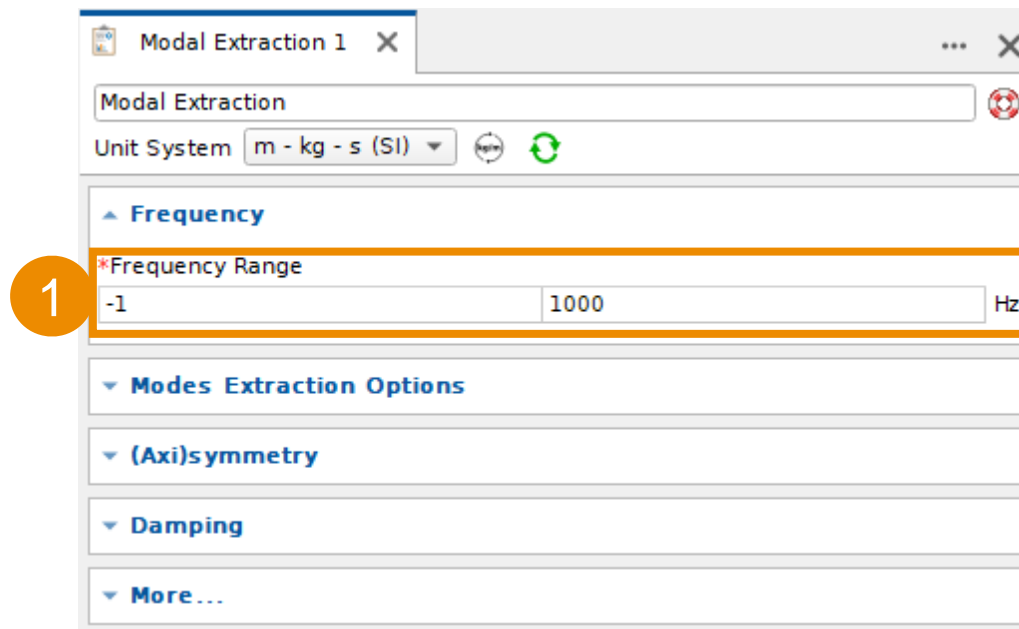 Modal Extraction 1
Modal Extraction
Unit System m - kg - s (SI)
Frequency
1
*Frequency Range
-1 1000 Hz
Modes Extraction Options
(Axi)symmetry
Damping
More...